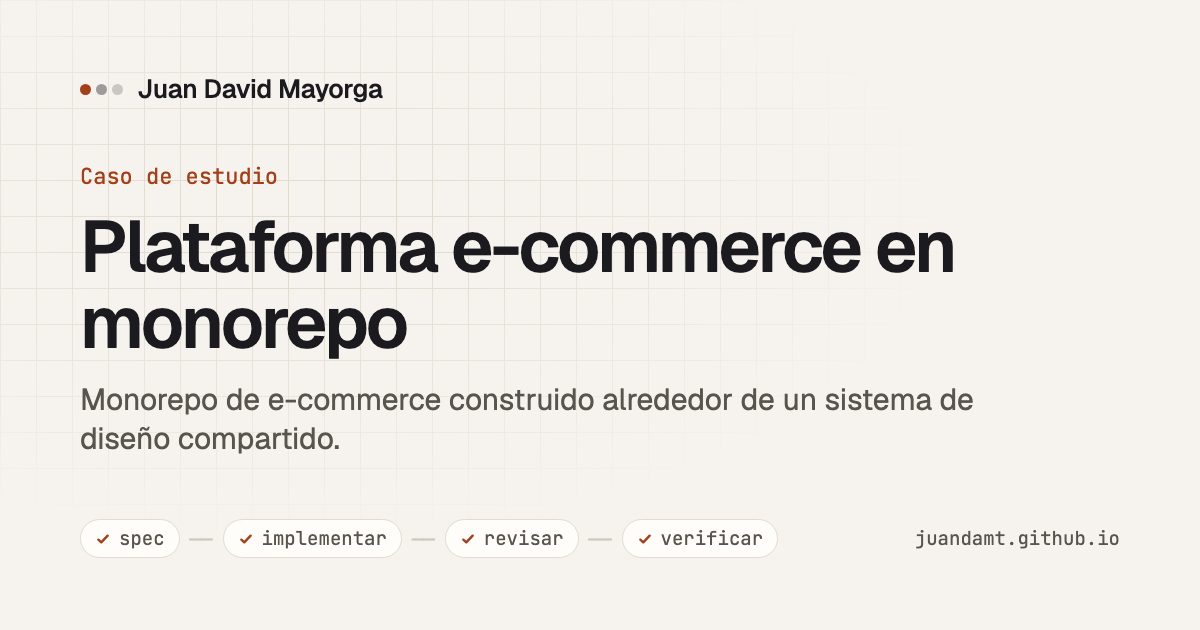 Juan David Mayorga
Caso de estudio
Plataforma e-commerce en
monorepo
Monorepo de e-commerce construido alrededor de un sistema de
diseño compartido.
spec implementar revisar verificar juandamt.github.io